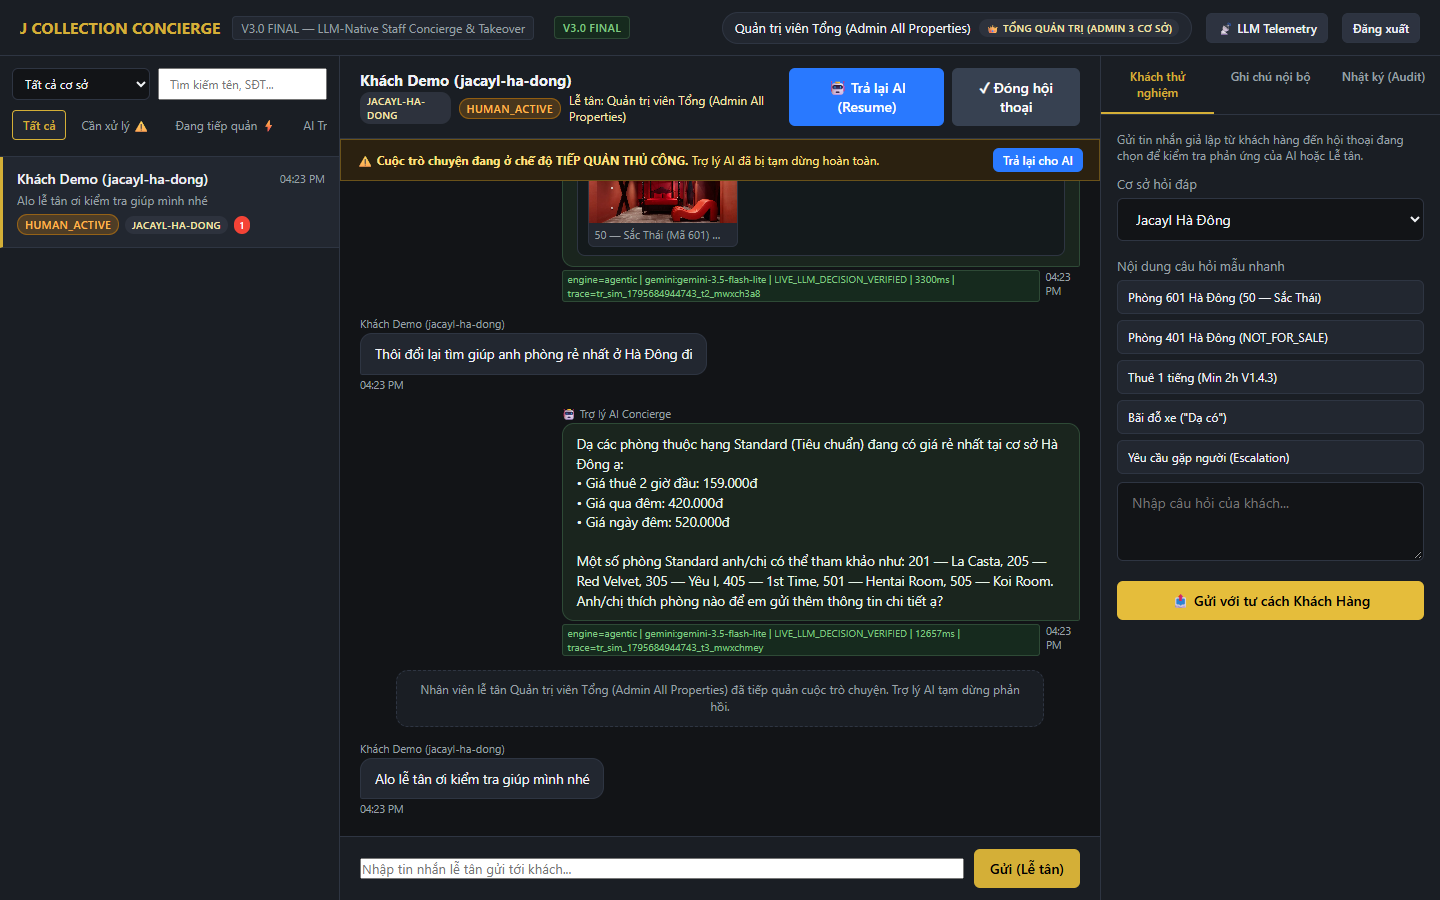 J COLLECTION CONCIERGE
V3.0 FINAL — LLM-Native Staff Concierge & Takeover
V3.0 FINAL
Quản trị viên Tổng (Admin All Properties)
TỔNG QUẢN TRỊ (ADMIN 3 CƠ SỞ)
LLM Telemetry
Đăng xuất
Tất cả cơ sở
Tìm kiếm tên, SĐT...
Tất cả
Cần xử lý
Đang tiếp quản
AI Tr
Khách Demo (jacayl-ha-dong)
04:23 PM
Alo lễ tân ơi kiểm tra giúp mình nhé
HUMAN_ACTIVE
JACAYL-HA-DONG
1
Khách Demo (jacayl-ha-dong)
JACAYL-HA-
DONG
HUMAN_ACTIVE
Lễ tân: Quản trị viên Tổng (Admin All
Properties)
Trả lại AI
(Resume)
✓ Đóng hội
thoại
Cuộc trò chuyện đang ở chế độ TIẾP QUẢN THỦ CÔNG. Trợ lý AI đã bị tạm dừng hoàn toàn.
Trả lại cho AI
50 — Sắc Thái (Mã 601) ...
engine=agentic | gemini:gemini-3.5-flash-lite | LIVE_LLM_DECISION_VERIFIED | 3300ms |
trace=tr_sim_1795684944743_t2_mwxch3a8
04:23
PM
Khách Demo (jacayl-ha-dong)
Thôi đổi lại tìm giúp anh phòng rẻ nhất ở Hà Đông đi
04:23 PM
Trợ lý AI Concierge
Dạ các phòng thuộc hạng Standard (Tiêu chuẩn) đang có giá rẻ nhất tại cơ sở Hà
Đông ạ:
• Giá thuê 2 giờ đầu: 159.000đ
• Giá qua đêm: 420.000đ
• Giá ngày đêm: 520.000đ
Một số phòng Standard anh/chị có thể tham khảo như: 201 — La Casta, 205 —
Red Velvet, 305 — Yêu I, 405 — 1st Time, 501 — Hentai Room, 505 — Koi Room.
Anh/chị thích phòng nào để em gửi thêm thông tin chi tiết ạ?
engine=agentic | gemini:gemini-3.5-flash-lite | LIVE_LLM_DECISION_VERIFIED | 12657ms |
trace=tr_sim_1795684944743_t3_mwxchmey
04:23
PM
Nhân viên lễ tân Quản trị viên Tổng (Admin All Properties) đã tiếp quản cuộc trò chuyện. Trợ lý AI tạm dừng phản
hồi.
Khách Demo (jacayl-ha-dong)
Alo lễ tân ơi kiểm tra giúp mình nhé
04:23 PM
Nhập tin nhắn lễ tân gửi tới khách...
Gửi (Lễ tân)
Khách thử
nghiệm
Ghi chú nội bộ
Nhật ký (Audit)
Gửi tin nhắn giả lập từ khách hàng đến hội thoại đang
chọn để kiểm tra phản ứng của AI hoặc Lễ tân.
Cơ sở hỏi đáp
Jacayl Hà Đông
Nội dung câu hỏi mẫu nhanh
Phòng 601 Hà Đông (50 — Sắc Thái)
Phòng 401 Hà Đông (NOT_FOR_SALE)
Thuê 1 tiếng (Min 2h V1.4.3)
Bãi đỗ xe ("Dạ có")
Yêu cầu gặp người (Escalation)
Nhập câu hỏi của khách...
Gửi với tư cách Khách Hàng